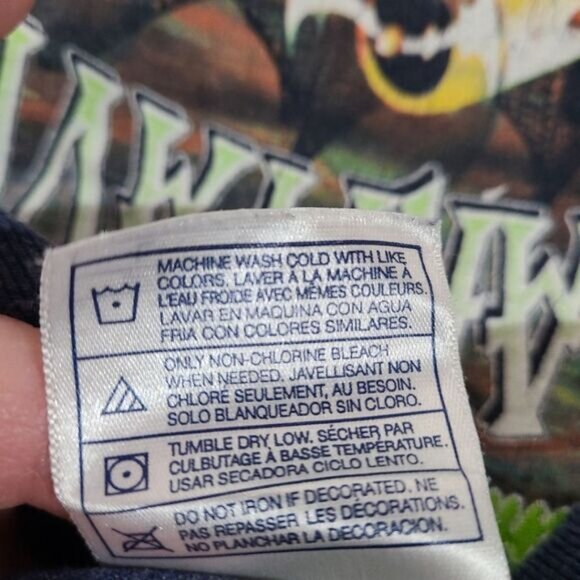 MACHINE WASH COLD WITH LIKE
COLORS. LAVER À LA MACHINE À
L'EAU FROIDE AVEC MÊMES COULEURS.
LAVAR EN MAQUINA CON AGUA
FRIA CON COLORES SIMILARES.
ONLY NON-CHLORINE BLEACH
WHEN NEEDED. JAVELLISANT NON
CHLORE SEULEMENT, AU BESOIN.
SOLO BLANQUEADOR SIN CLORO.
TUMBLE DRY LOW. SÉCHER PAR
CULBUTAGE À BASSE TEMPÉRATURE.
USAR SECADORA CICLO LENTO.
DO NOT IRON IF DECORATED. NE
PAS REPASSER LES DÉCORATIONS.
NO PLANCHAR LA DECORACION.